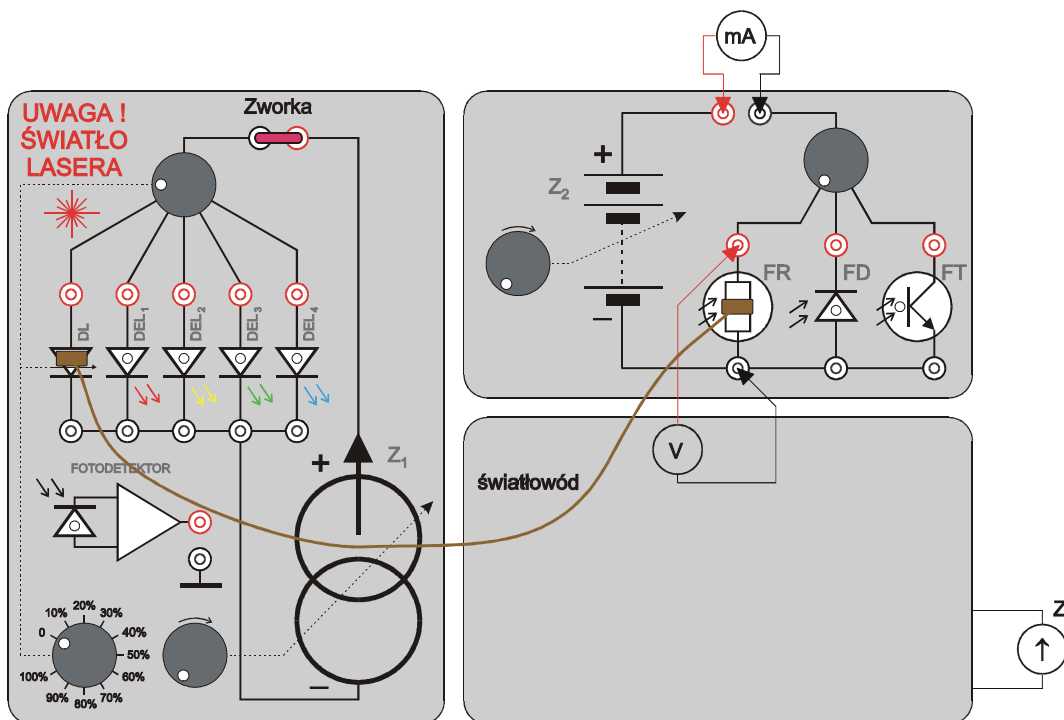 UWAGA !
ŚWIATŁO
LASERA
Zworka
DL
DEL1
DEL2
DEL3
DEL4
FOTODETEKTOR
+
Z1
–
0
10%
20%
30%
40%
50%
60%
70%
80%
90%
100%
mA
+
Z2
–
FR
FD
FT
V
światłowód
Z